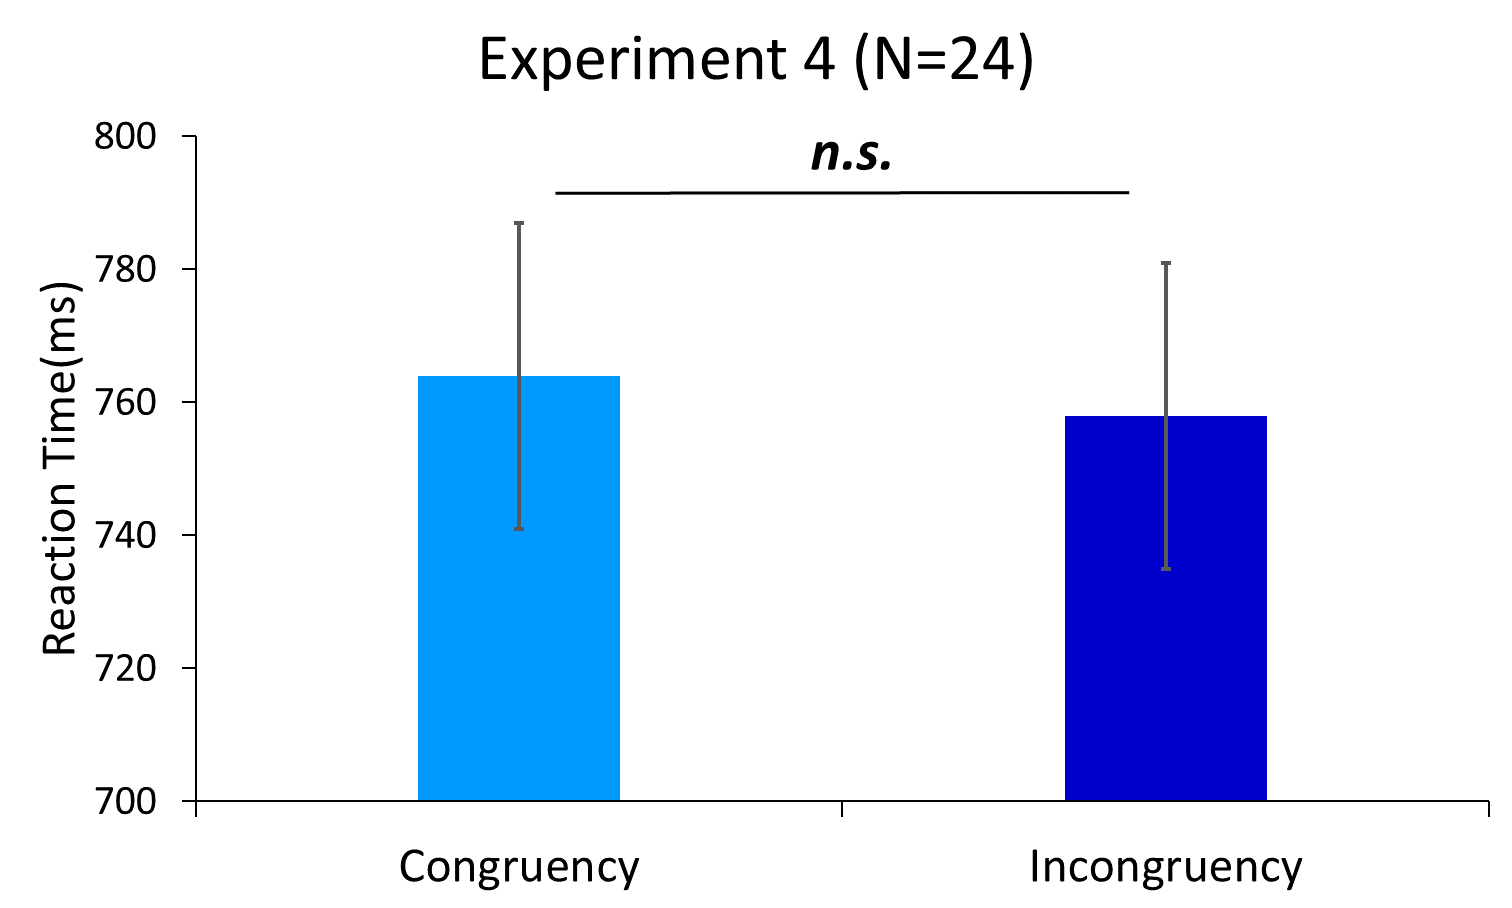 Experiment 4 (N=24)
n.s.
Reaction Time(ms)
800
780
760
740
720
700
Congruency
Incongruency